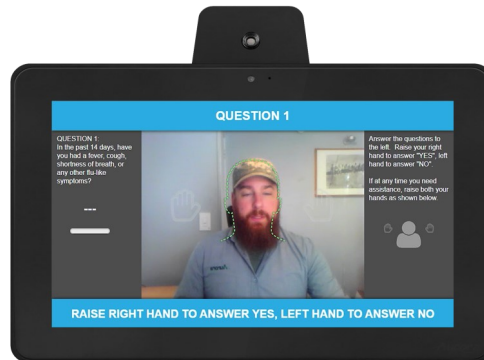 QUESTION 1
QUESTION 1:
In the past 14 days, have
you had a fever, cough,
shortness of breath, or
any other flu-like
symptoms?
---
Answer the questions to
the left. Raise your right
hand to answer "YES", left
hand to answer "NO".
If at any time you need
assistance, raise both your
hands as shown below.
RAISE RIGHT HAND TO ANSWER YES, LEFT HAND TO ANSWER NO